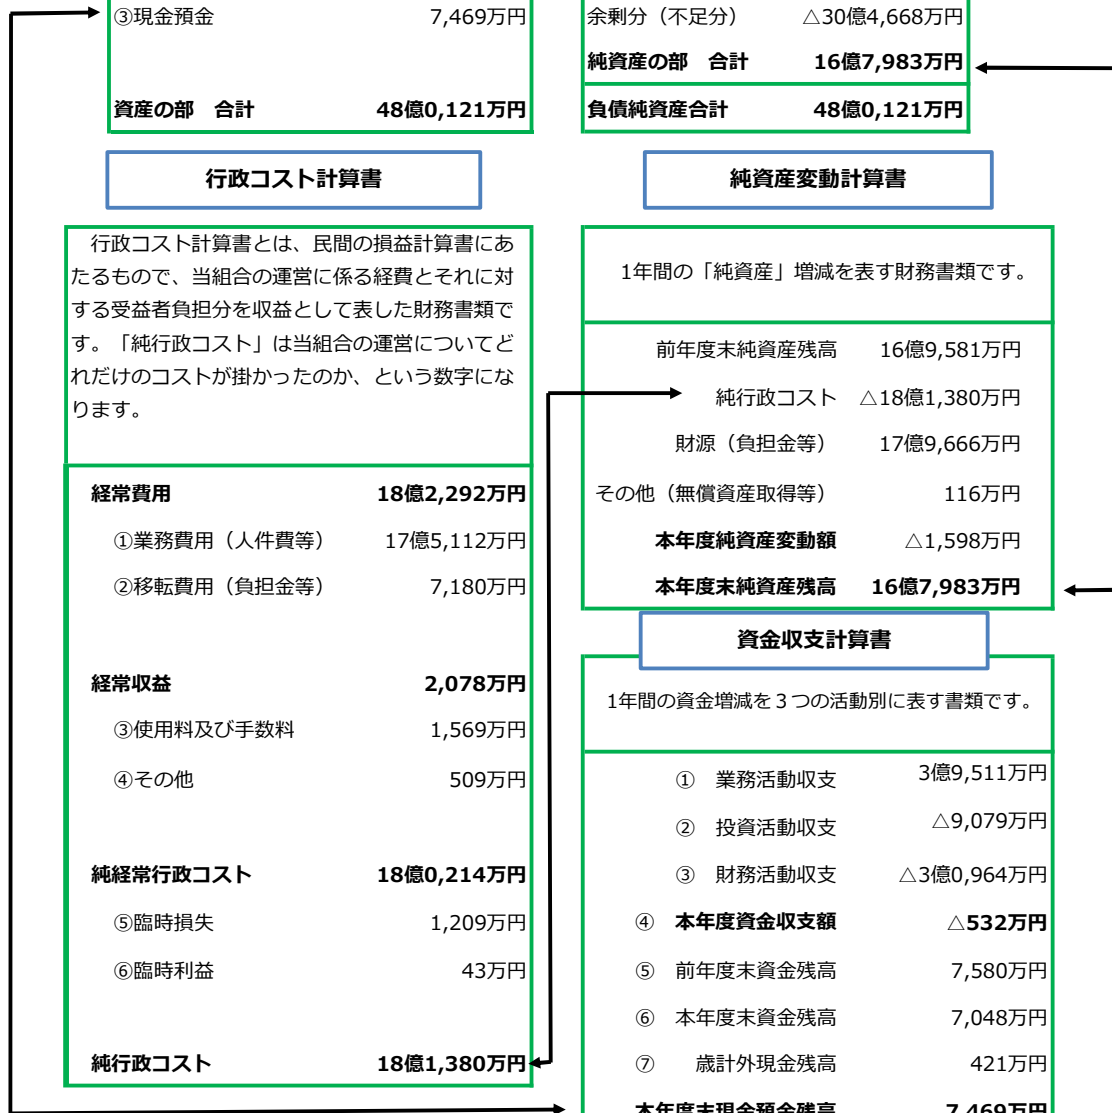 ③現金預金 7,469万円
資産の部 合計 48億0,121万円
余剰分（不足分） △30億4,668万円
純資産の部 合計 16億7,983万円
負債純資産合計 48億0,121万円
行政コスト計算書
行政コスト計算書とは、民間の損益計算書にあ
たるもので、当組合の運営に係る経費とそれに対
する受益者負担分を収益として表した財務書類で
す。「純行政コスト」は当組合の運営についてど
れだけのコストが掛かったのか、という数字にな
ります。
経常費用 18億2,292万円
①業務費用（人件費等） 17億5,112万円
②移転費用（負担金等） 7,180万円
経常収益 2,078万円
③使用料及び手数料 1,569万円
④その他 509万円
純経常行政コスト 18億0,214万円
⑤臨時損失 1,209万円
⑥臨時利益 43万円
純行政コスト 18億1,380万円
純資産変動計算書
1年間の「純資産」増減を表す財務書類です。
前年度末純資産残高 16億9,581万円
純行政コスト △18億1,380万円
財源（負担金等） 17億9,666万円
その他（無償資産取得等） 116万円
本年度純資産変動額 △1,598万円
本年度末純資産残高 16億7,983万円
資金収支計算書
1年間の資金増減を３つの活動別に表す書類です。
① 業務活動収支 3億9,511万円
② 投資活動収支 △9,079万円
③ 財務活動収支 △3億0,964万円
④ 本年度資金収支額 △532万円
⑤ 前年度末資金残高 7,580万円
⑥ 本年度末資金残高 7,048万円
⑦ 歳計外現金残高 421万円
本年度末現金預金残高 7,469万円